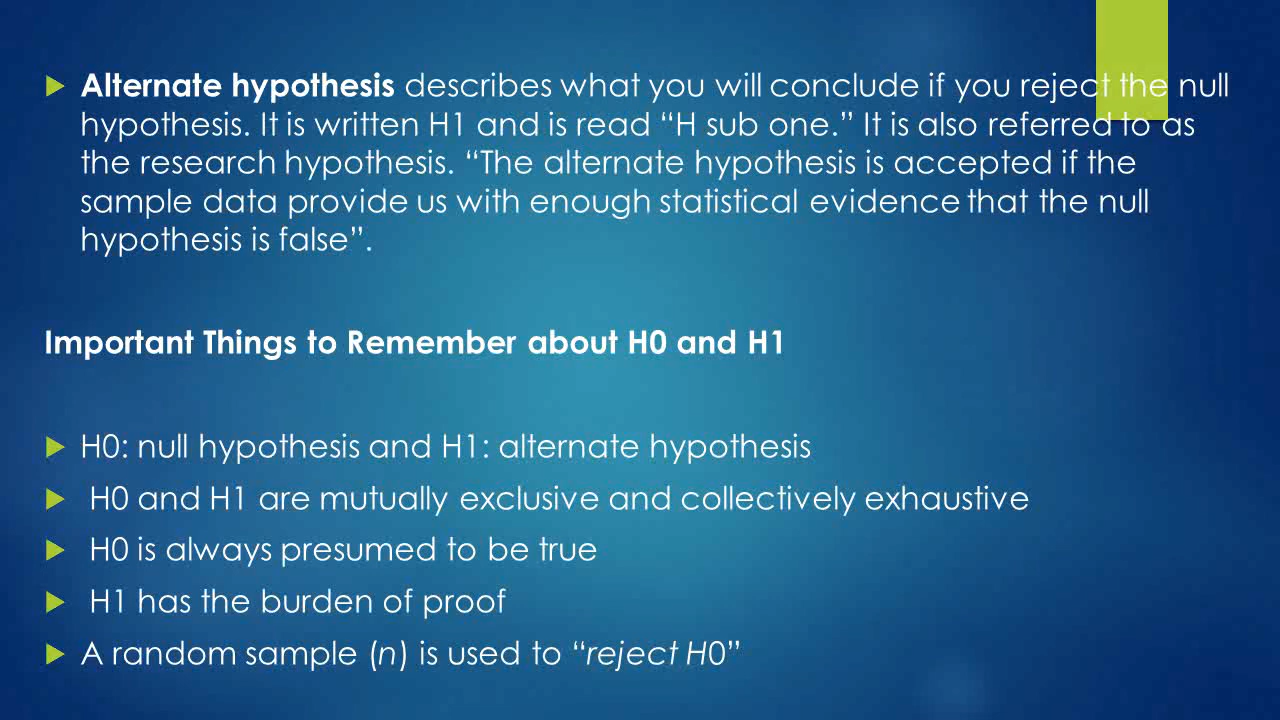 Alternate hypothesis describes what you will conclude if you reject the null
hypothesis. It is written H1 and is read “H sub one.” It is also referred to as
the research hypothesis. “The alternate hypothesis is accepted if the
sample data provide us with enough statistical evidence that the null
hypothesis is false”.
Important Things to Remember about H0 and H1
H0: null hypothesis and H1: alternate hypothesis
H0 and H1 are mutually exclusive and collectively exhaustive
H0 is always presumed to be true
H1 has the burden of proof
A random sample (n) is used to “reject H0”